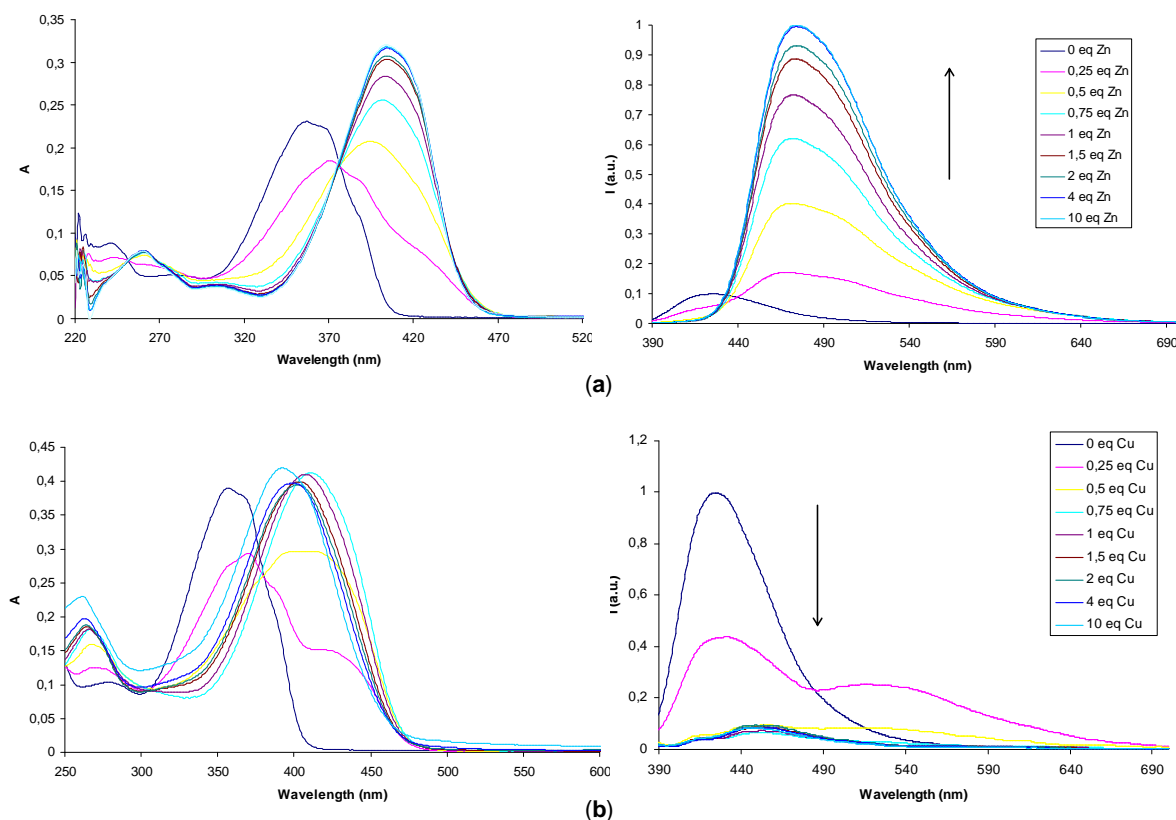 0,35
0,3
0,25
0,2
0,15
0,1
0,05
0
A
220 270 320 370 420 470 520
Wavelength (nm)
1
0,9
0,8
0,7
0,6
0,5
0,4
0,3
0,2
0,1
0
I (a.u.)
390 440 490 540 590 640 690
Wavelength (nm)
0 eq Zn
0,25 eq Zn
0,5 eq Zn
0,75 eq Zn
1 eq Zn
1,5 eq Zn
2 eq Zn
4 eq Zn
10 eq Zn
(a)
0,45
0,4
0,35
0,3
0,25
0,2
0,15
0,1
0,05
0
A
250 300 350 400 450 500 550 600
Wavelength (nm)
1,2
1
0,8
0,6
0,4
0,2
0
I (a.u.)
390 440 490 540 590 640 690
Wavelength (nm)
0 eq Cu
0,25 eq Cu
0,5 eq Cu
0,75 eq Cu
1 eq Cu
1,5 eq Cu
2 eq Cu
4 eq Cu
10 eq Cu
(b)